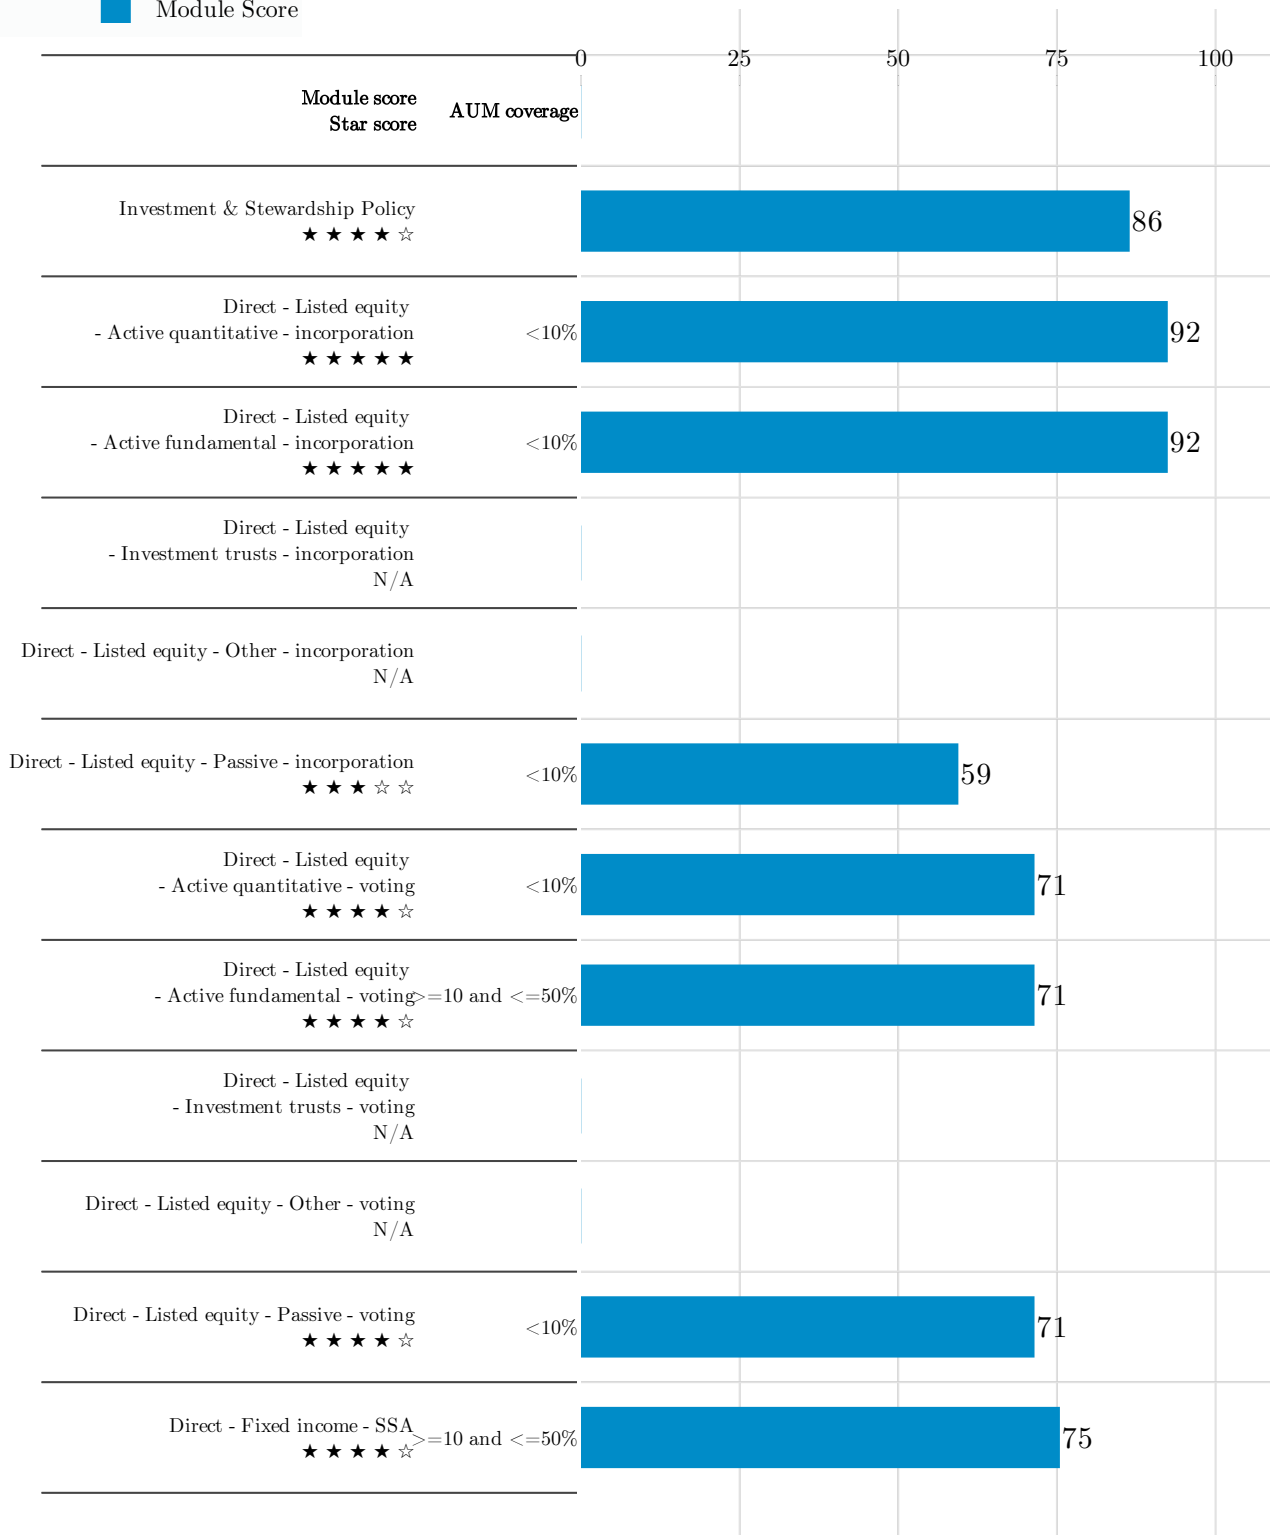 Module Score
0 25 50 75 100
Module score
Star score
AUM coverage
Investment & Stewardship Policy
★ ★ ★ ★ ☆
86
Direct - Listed equity
- Active quantitative - incorporation
★ ★ ★ ★ ★
<10%
92
Direct - Listed equity
- Active fundamental - incorporation
★ ★ ★ ★ ★
<10%
92
Direct - Listed equity
- Investment trusts - incorporation
N/A
Direct - Listed equity - Other - incorporation
N/A
Direct - Listed equity - Passive - incorporation
★ ★ ★ ☆ ☆
<10%
59
Direct - Listed equity
- Active quantitative - voting
★ ★ ★ ★ ☆
<10%
71
Direct - Listed equity
- Active fundamental - voting
★ ★ ★ ★ ☆
>=10 and <=50%
71
Direct - Listed equity
- Investment trusts - voting
N/A
Direct - Listed equity - Other - voting
N/A
Direct - Listed equity - Passive - voting
★ ★ ★ ★ ☆
<10%
71
Direct - Fixed income - SSA
★ ★ ★ ★ ☆
>=10 and <=50%
75